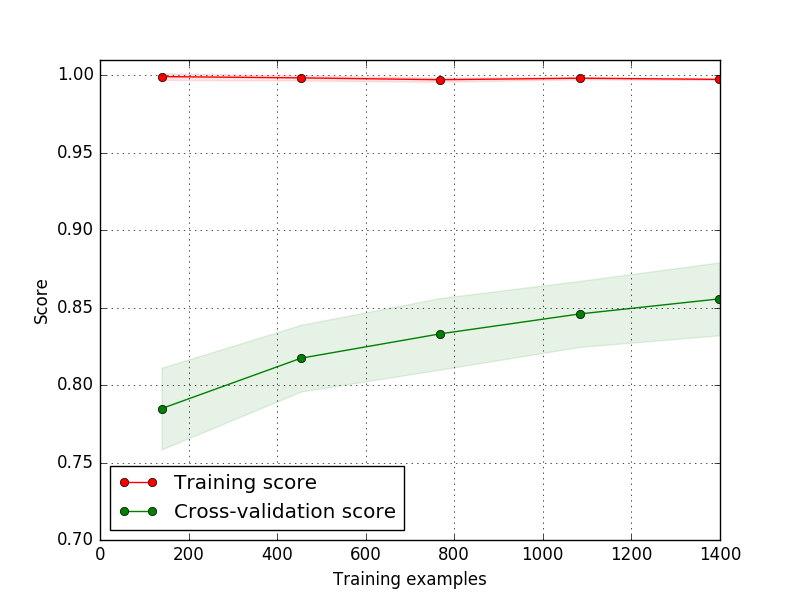 1.00
0.95
0.90
0.85
0.80
0.75
0.70
Score
Training score
Cross-validation score
0 200 400 600 800 1000 1200 1400
Training examples